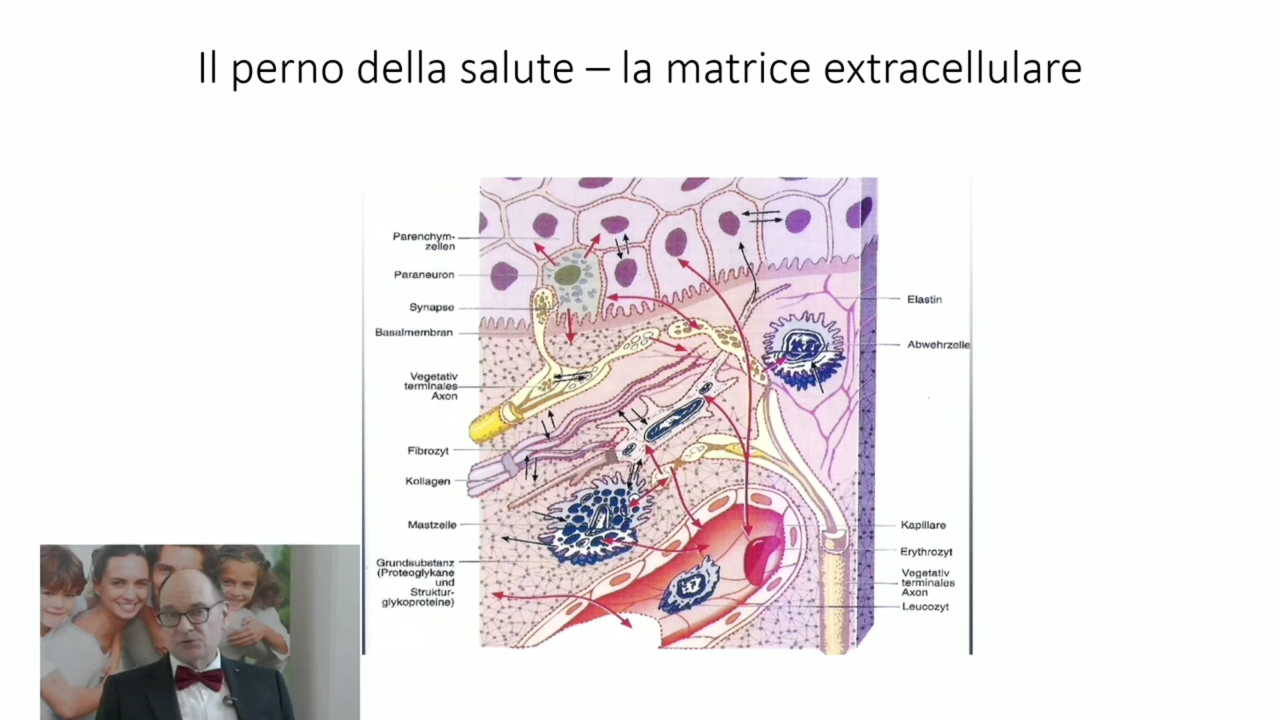 Il perno della salute – la matrice extracellulare
Parenchym-
zellen
Paraneuron
Synapse
Basalmembran
Vegetativ
terminales
Axon
Fibrozyt
Kollagen
Mastzelle
Grundsubstanz
(Proteoglykane
und
Struktur-
glykoproteine)
Elastin
Abwehrzelle
Kapillare
Erythrozyt
Vegetativ
terminales
Axon
Leucozyt